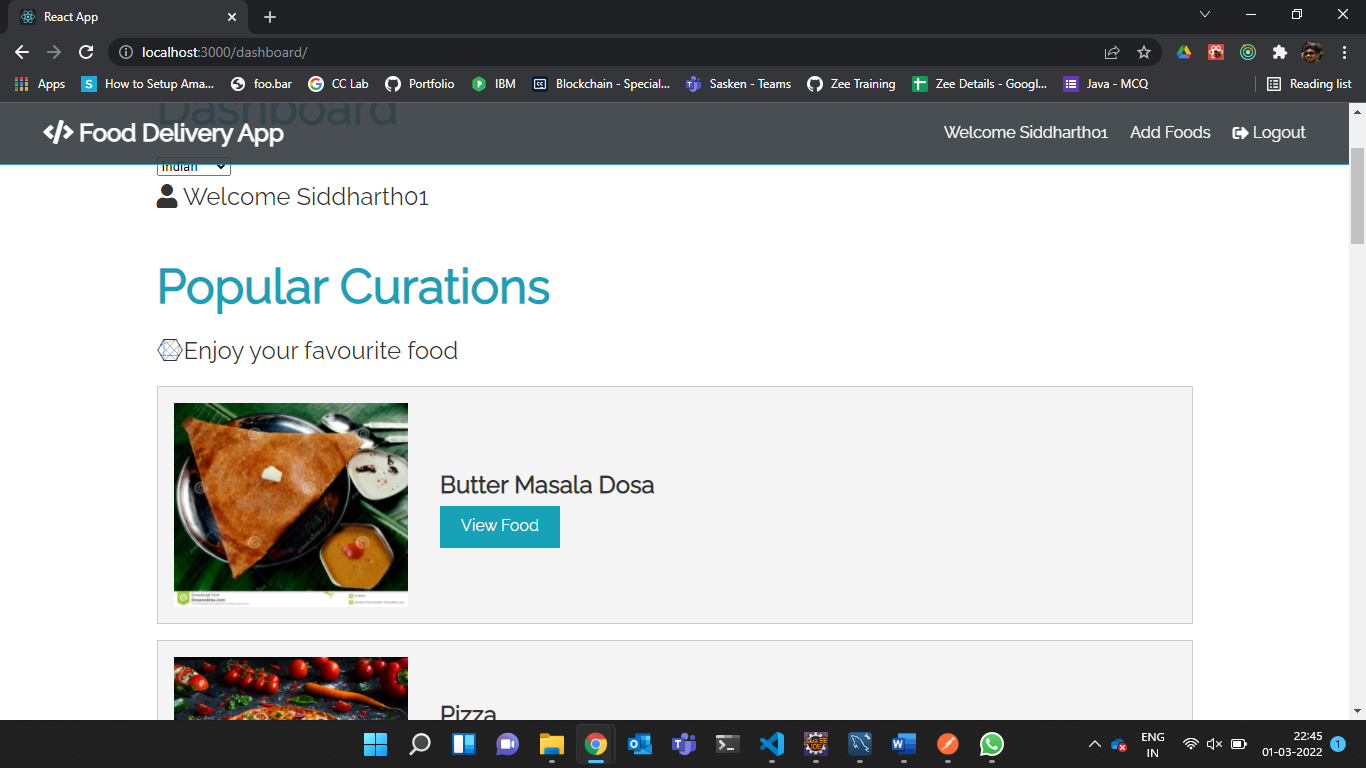 React App
localhost:3000/dashboard/
Apps
How to Setup Ama...
foo.bar
CC Lab
Portfolio
IBM
Blockchain - Special...
Sasken - Teams
Zee Training
Zee Details - Googl...
Java - MCQ
Reading list
Dashboard
</> Food Delivery App
Welcome Siddharth01
Add Foods
Logout
Indian
Welcome Siddharth01
Popular Curations
Enjoy your favourite food
Butter Masala Dosa
View Food
Pizza
ENG
IN
22:45
01-03-2022
1